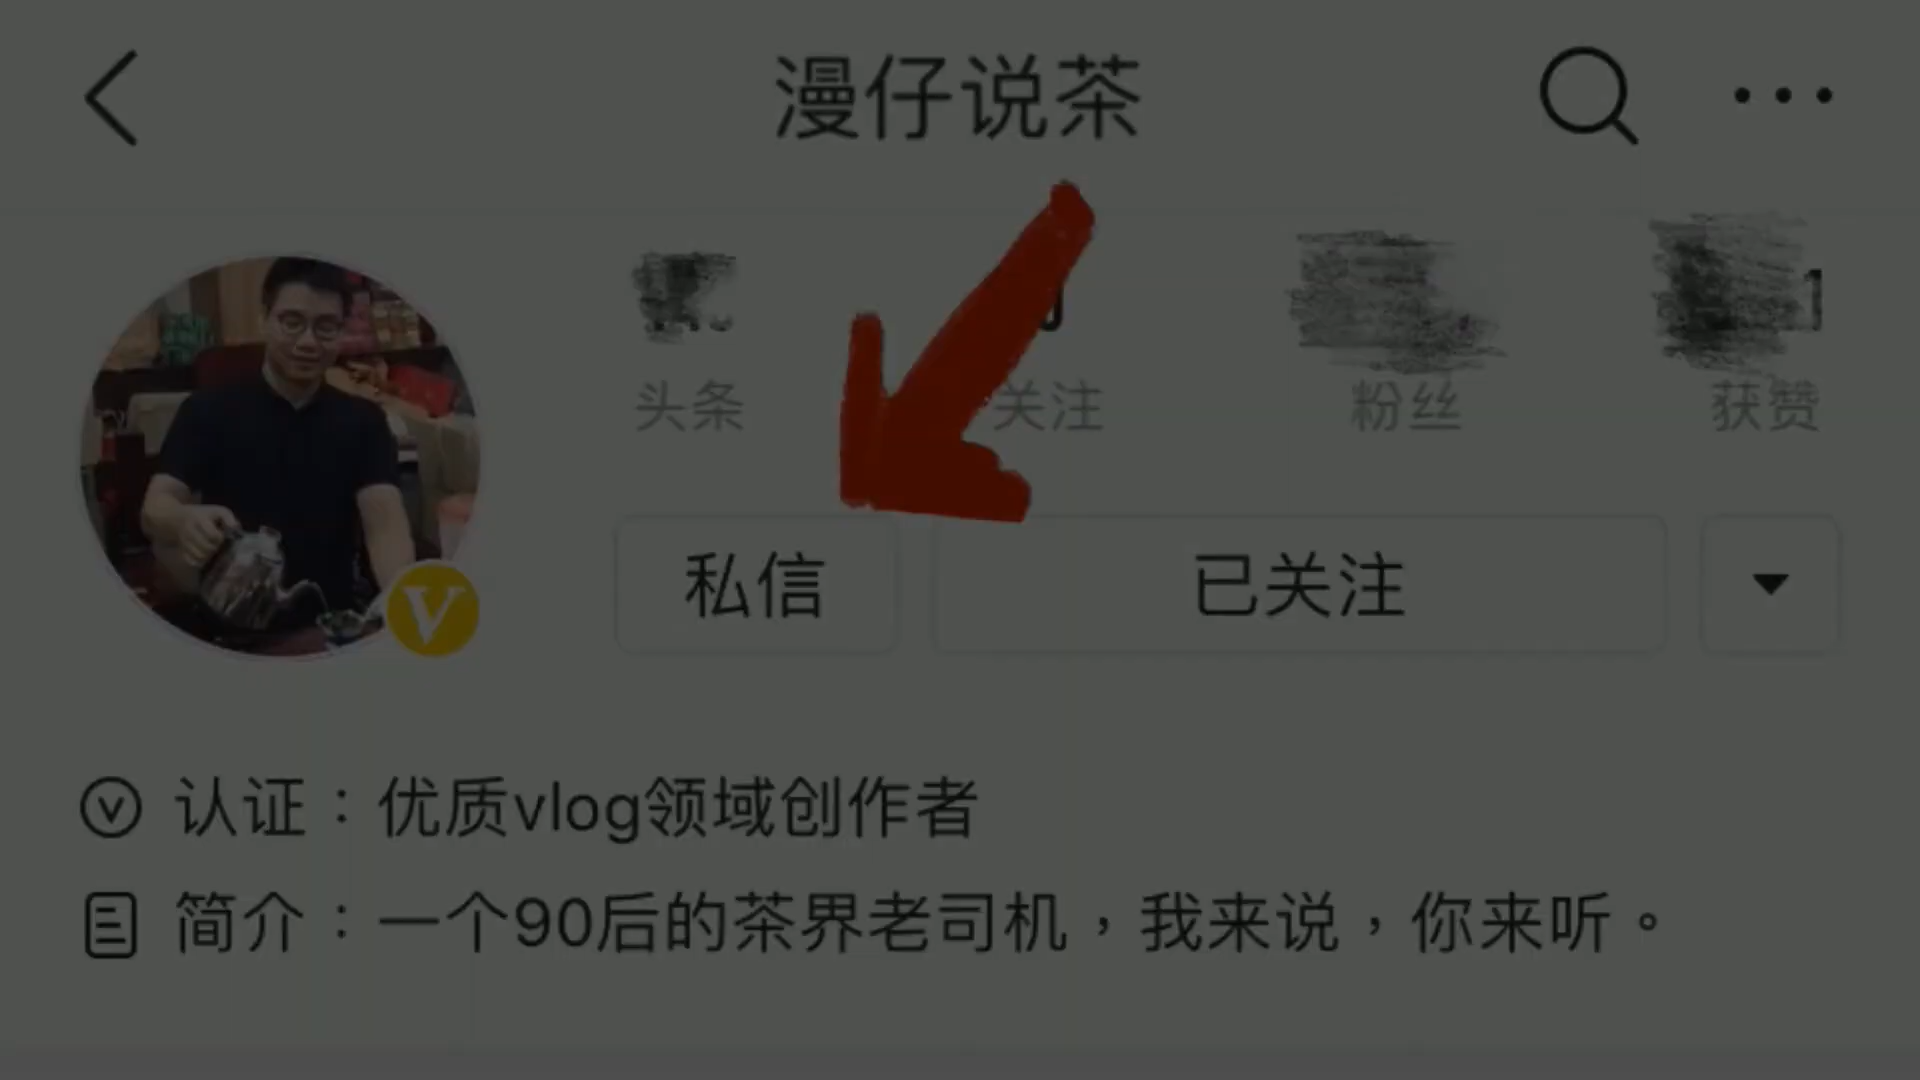 漫仔说茶
头条
关注
粉丝
获赞
私信
已关注
认证：优质vlog领域创作者
简介：一个90后的茶界老司机，我来说，你来听。